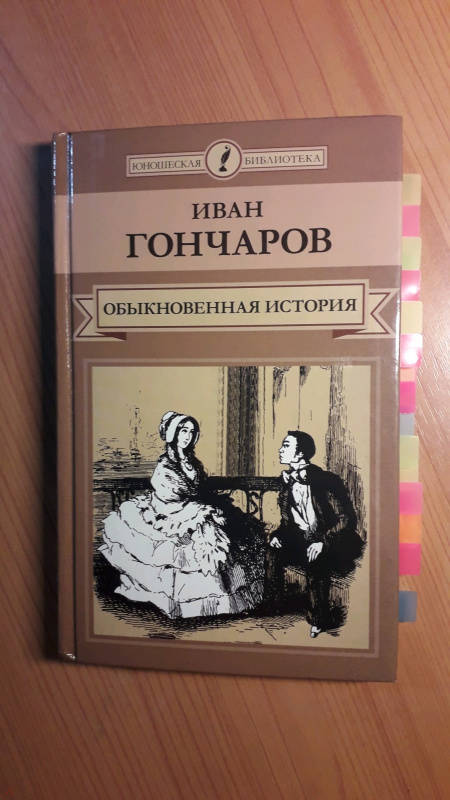 ЮНОШЕСКАЯ БИБЛИОТЕКА
ИВАН
ГОНЧАРОВ
ОБЫКНОВЕННАЯ ИСТОРИЯ